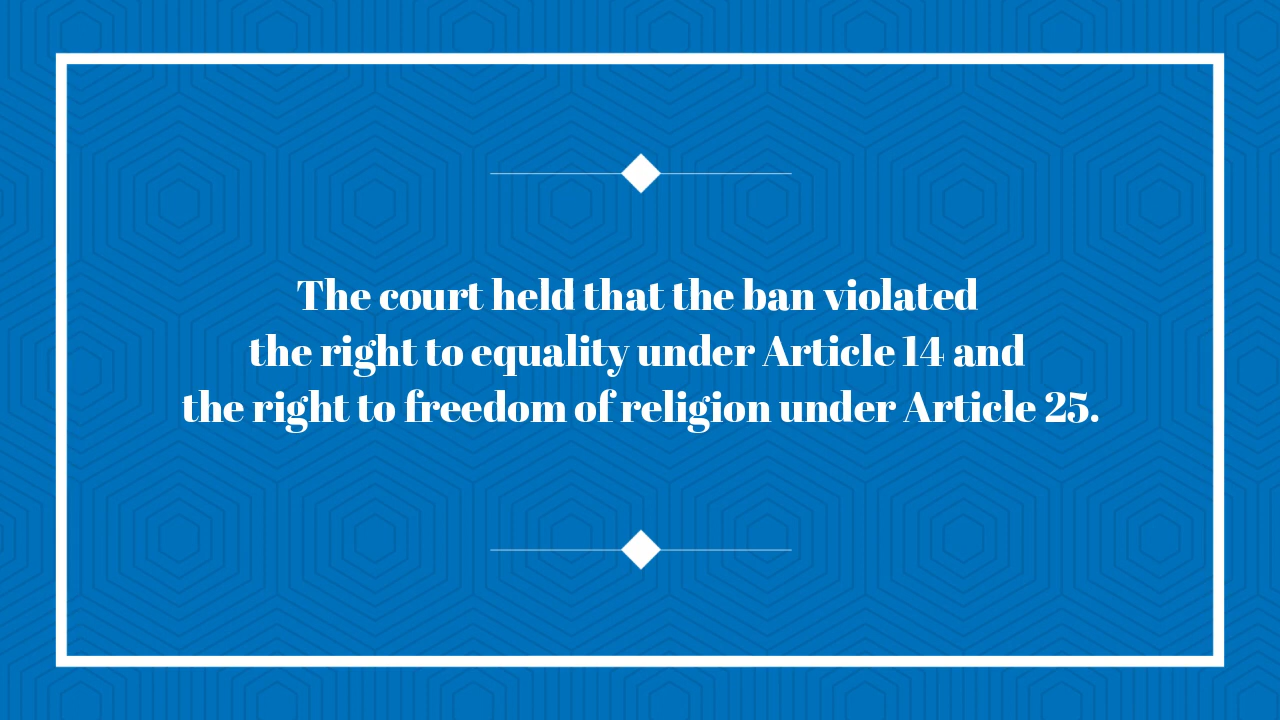 The court held that the ban violated
the right to equality under Article 14 and
the right to freedom of religion under Article 25.